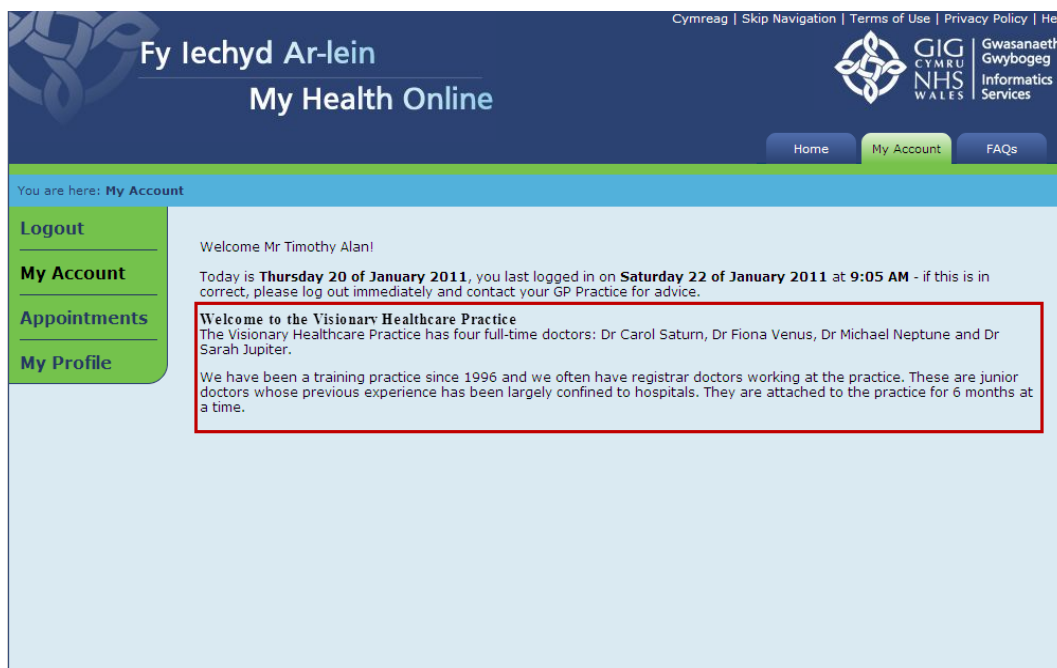 Cymreag | Skip Navigation | Terms of Use | Privacy Policy | He
Fy Iechyd Ar-lein
My Health Online
GIG
CYMRU
NHS
WALES
Gwasanaeth
Gwybogeg
Informatics
Services
Home
My Account
FAQs
You are here: My Account
Logout
My Account
Appointments
My Profile
Welcome Mr Timothy Alan!
Today is Thursday 20 of January 2011, you last logged in on Saturday 22 of January 2011 at 9:05 AM - if this is in
correct, please log out immediately and contact your GP Practice for advice.
Welcome to the Visionary Healthcare Practice
The Visionary Healthcare Practice has four full-time doctors: Dr Carol Saturn, Dr Fiona Venus, Dr Michael Neptune and Dr
Sarah Jupiter.
We have been a training practice since 1996 and we often have registrar doctors working at the practice. These are junior
doctors whose previous experience has been largely confined to hospitals. They are attached to the practice for 6 months at
a time.